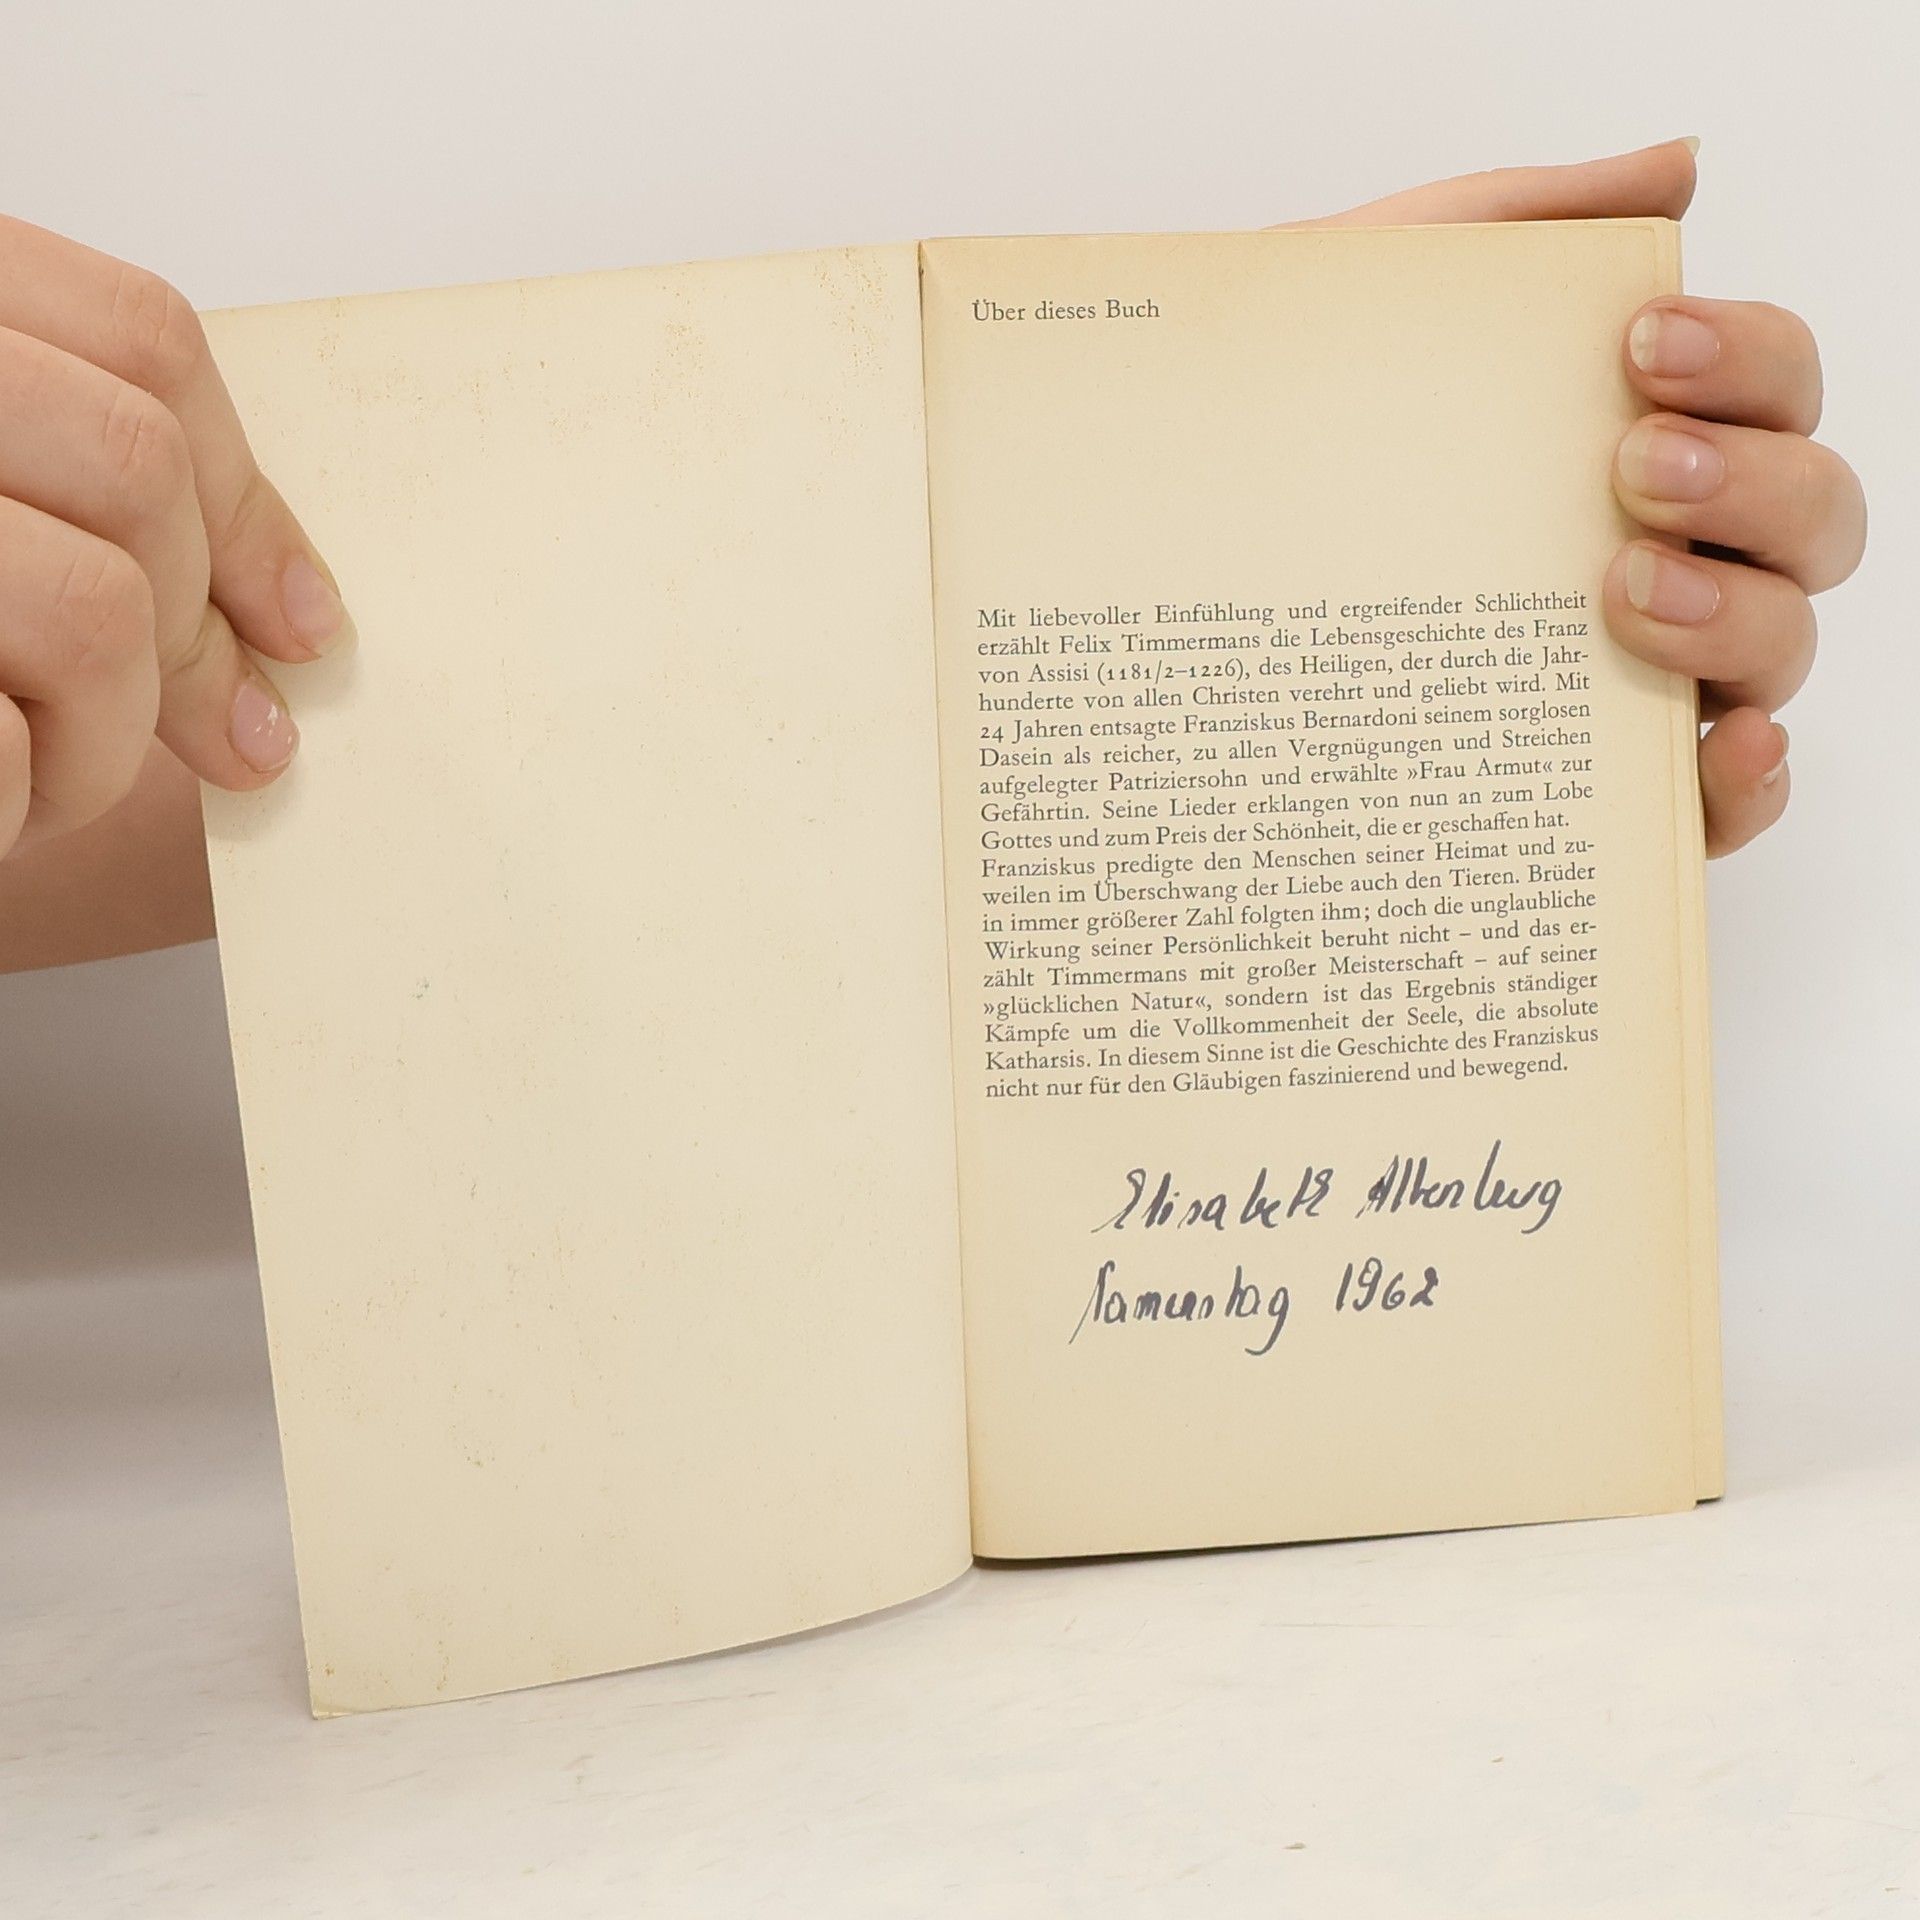 Über dieses Buch
Mit liebevoller Einfühlung und ergreifender Schlichtheit
erzählt Felix Timmermans die Lebensgeschichte des Franz
von Assisi (1181/2–1226), des Heiligen, der durch die Jahr-
hunderte von allen Christen verehrt und geliebt wird. Mit
24 Jahren entsagte Franziskus Bernardoni seinem sorglosen
Dasein als reicher, zu allen Vergnügungen und Streichen
aufgelegter Patriziersohn und erwählte »Frau Armut« zur
Gefährtin. Seine Lieder erklangen von nun an zum Lobe
Gottes und zum Preis der Schönheit, die er geschaffen hat.
Franziskus predigte den Menschen seiner Heimat und zu-
weilen im Überschwang der Liebe auch den Tieren. Brüder
in immer größerer Zahl folgten ihm; doch die unglaubliche
Wirkung seiner Persönlichkeit beruht nicht – und das er-
zählt Timmermans mit großer Meisterschaft – auf seiner
»glücklichen Natur«, sondern ist das Ergebnis ständiger
Kämpfe um die Vollkommenheit der Seele, die absolute
Katharsis. In diesem Sinne ist die Geschichte des Franziskus
nicht nur für den Gläubigen faszinierend und bewegend.
Elisabeth Altenburg
Namenstag 1962